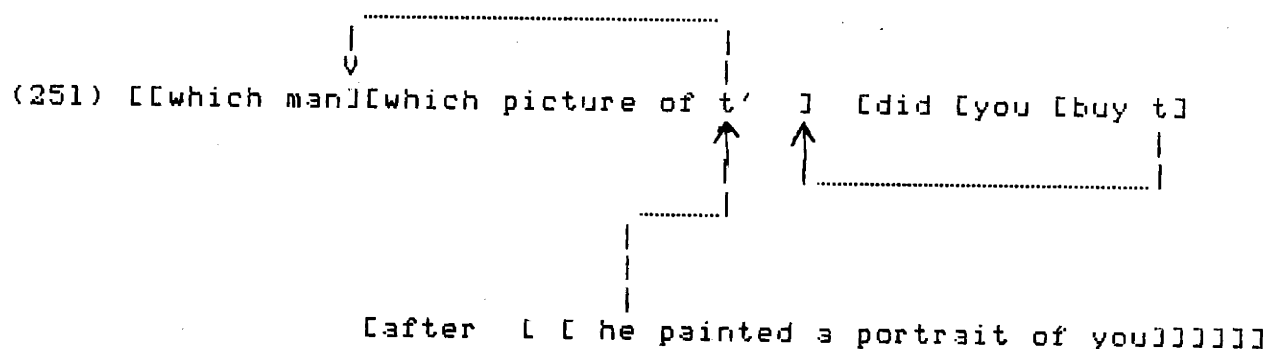 (251) [[which man][which picture of t' ] [did [you [buy t]
[after [ [ he painted a portrait of you]]]]]]